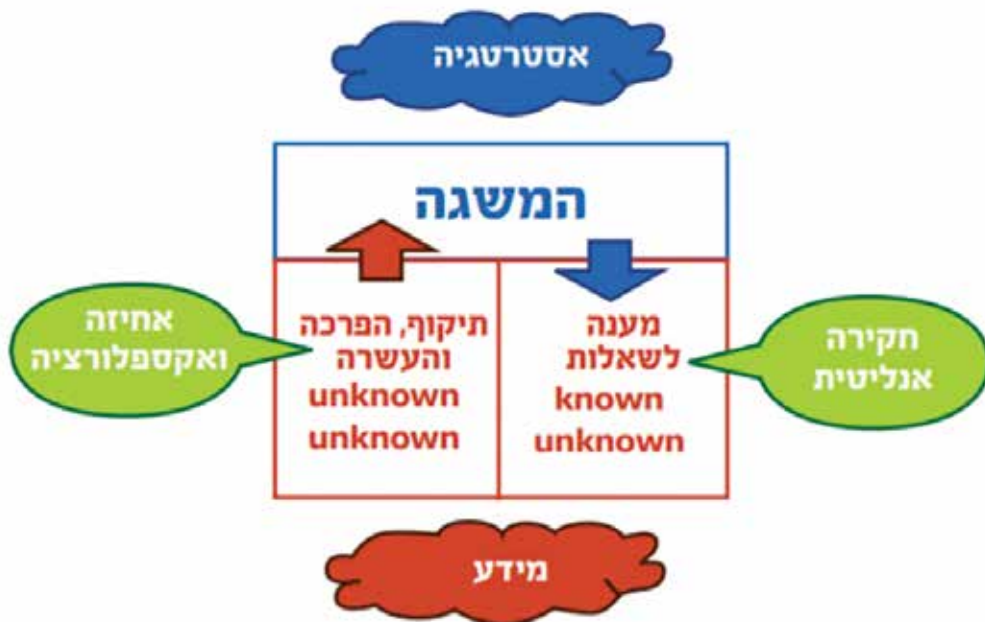 אסטרטגיה
המשגה
חקירה
אנליטית
מענה
לשאלות
known
unknown
תיקוף, הפרכה
והעשרה
unknown
unknown
אחיזה
ואקספלורציה
מידע